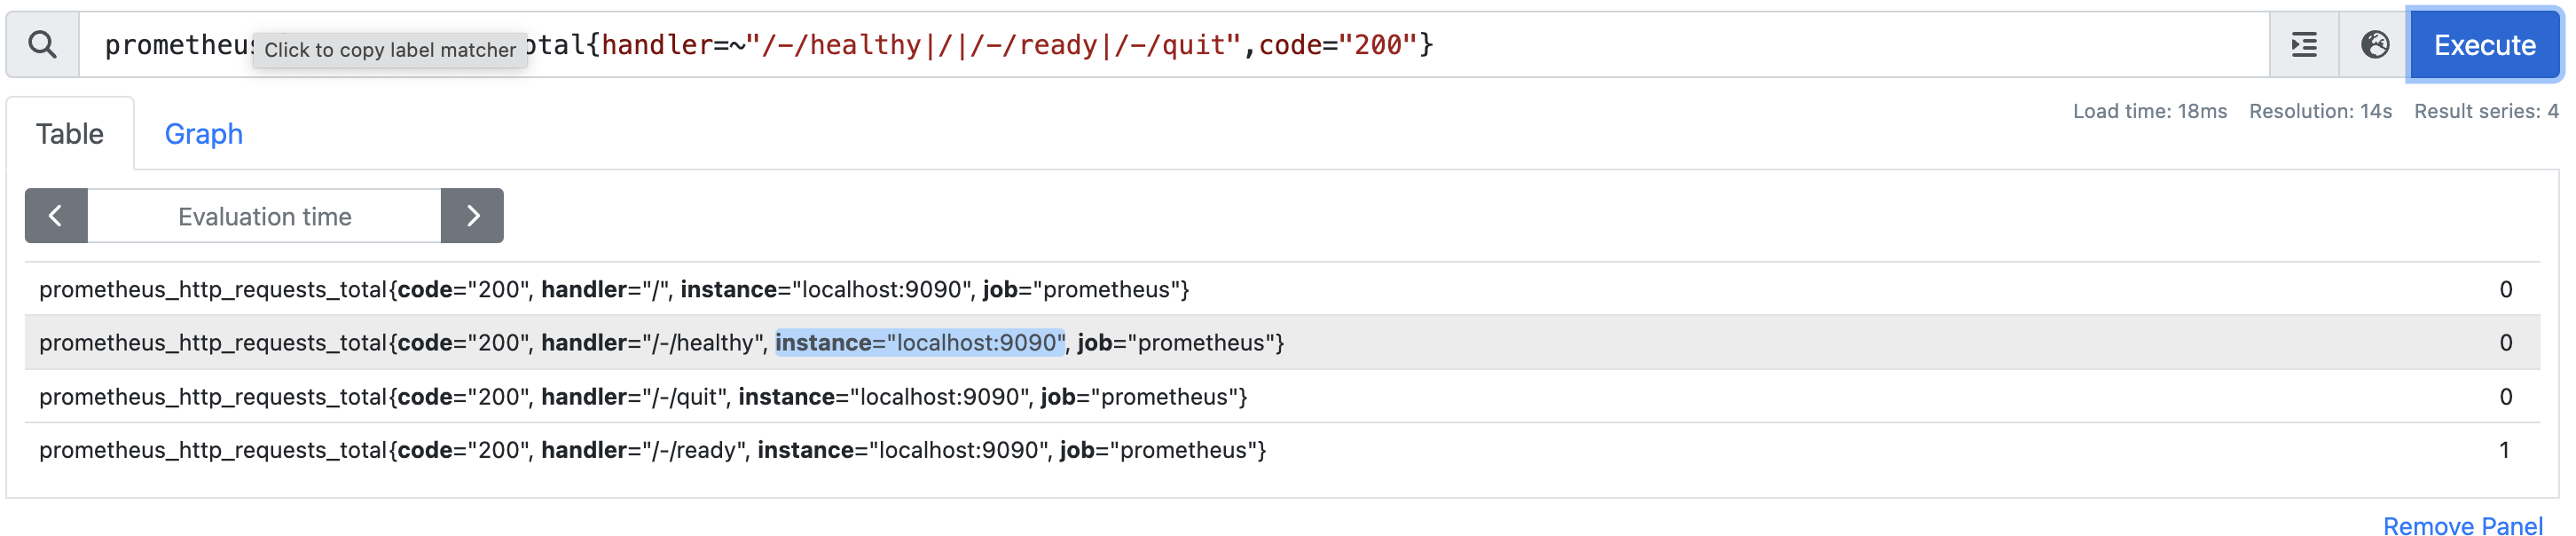 prometheus otal{handler=~"/-/healthy|/|/-/ready|/-/quit",code="200"}
Click to copy label matcher
Execute
Load time: 18ms Resolution: 14s Result series: 4
Table Graph
Evaluation time
prometheus_http_requests_total{code="200", handler="/", instance="localhost:9090", job="prometheus"} 0
prometheus_http_requests_total{code="200", handler="/-/healthy", instance="localhost:9090", job="prometheus"} 0
prometheus_http_requests_total{code="200", handler="/-/quit", instance="localhost:9090", job="prometheus"} 0
prometheus_http_requests_total{code="200", handler="/-/ready", instance="localhost:9090", job="prometheus"} 1
Remove Panel